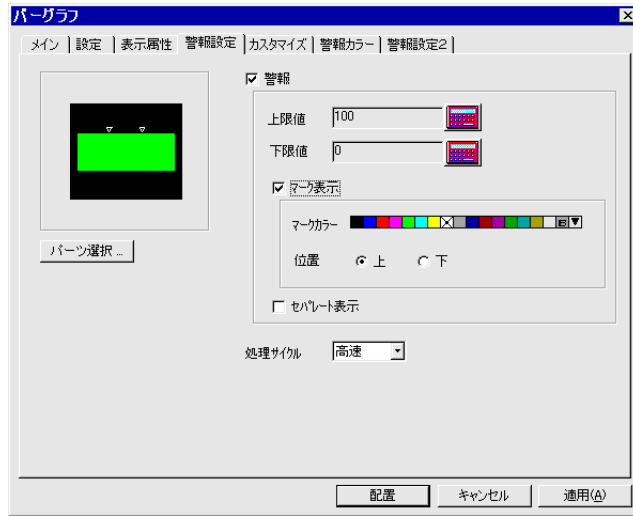 バーグラフ
メイン 設定 表示属性 警報設定 カスタマイズ 警報カラー 警報設定2
警報
上限値 100
下限値 0
マーク表示
マークカラー B
位置 上 下
パーツ選択 ...
セパレート表示
処理サイクル 高速
配置 キャンセル 適用(A)